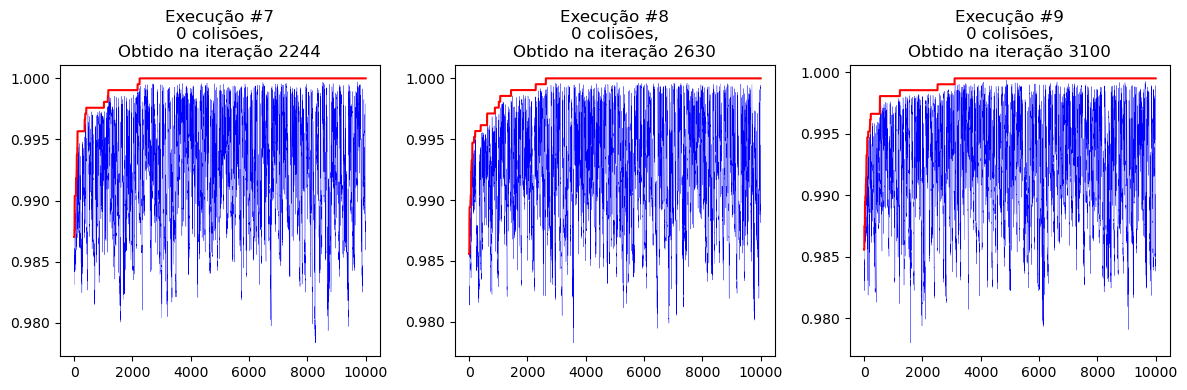 Execução #7
0 colisões,
Obtido na iteração 2244
1.000
0.995
0.990
0.985
0.980
0 2000 4000 6000 8000 10000
Execução #8
0 colisões,
Obtido na iteração 2630
1.000
0.995
0.990
0.985
0.980
0 2000 4000 6000 8000 10000
Execução #9
0 colisões,
Obtido na iteração 3100
1.000
0.995
0.990
0.985
0.980
0 2000 4000 6000 8000 10000